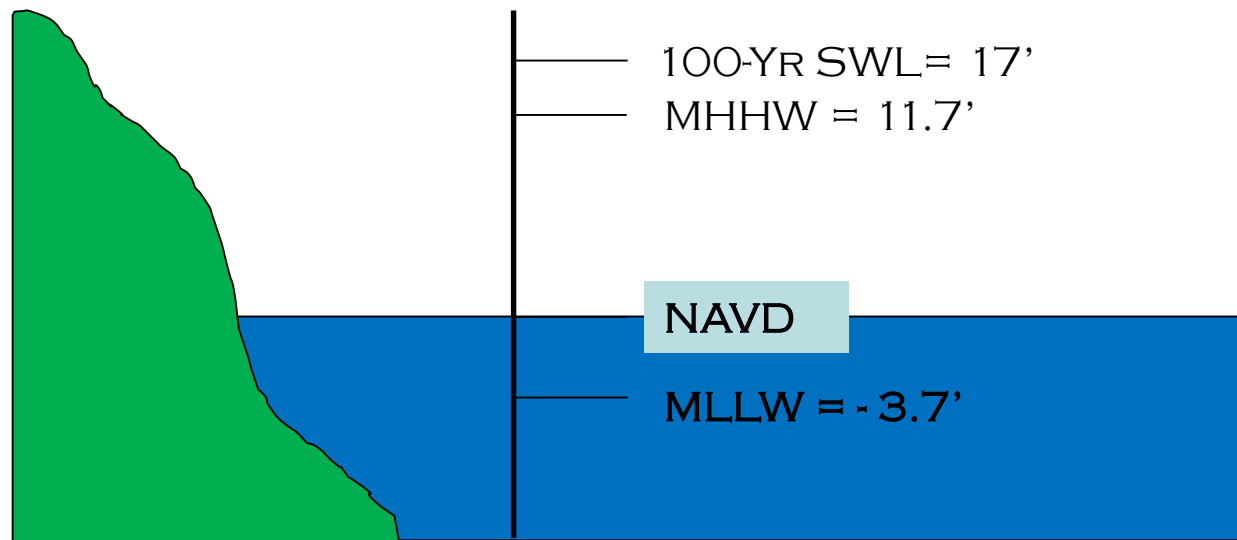 100-Yr SWL = 17'
MHHW = 11.7'
NAVD
MLLW = - 3.7'